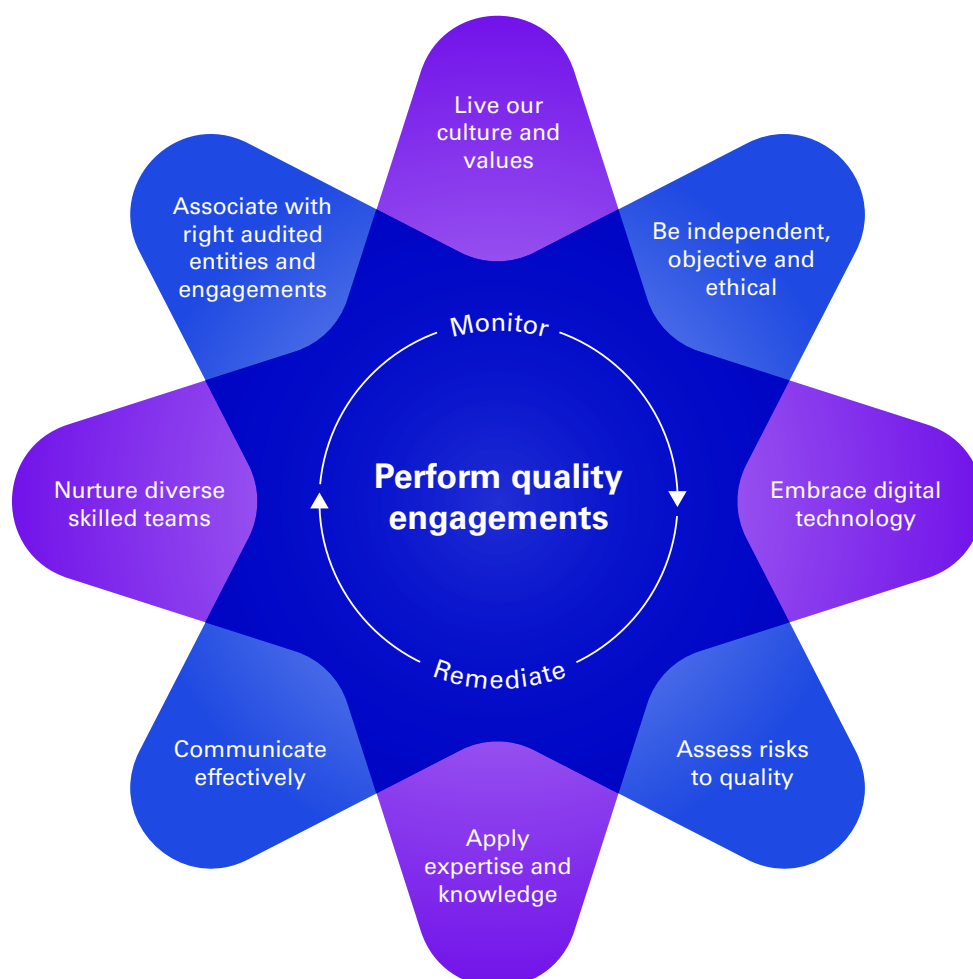 Live our
culture and
values
Associate with
right audited
entities and
engagements
Be independent,
objective and
ethical
Monitor
Perform quality
engagements
Nurture diverse
skilled teams
Embrace digital
technology
Remediate
Communicate
effectively
Assess risks
to quality
Apply
expertise and
knowledge